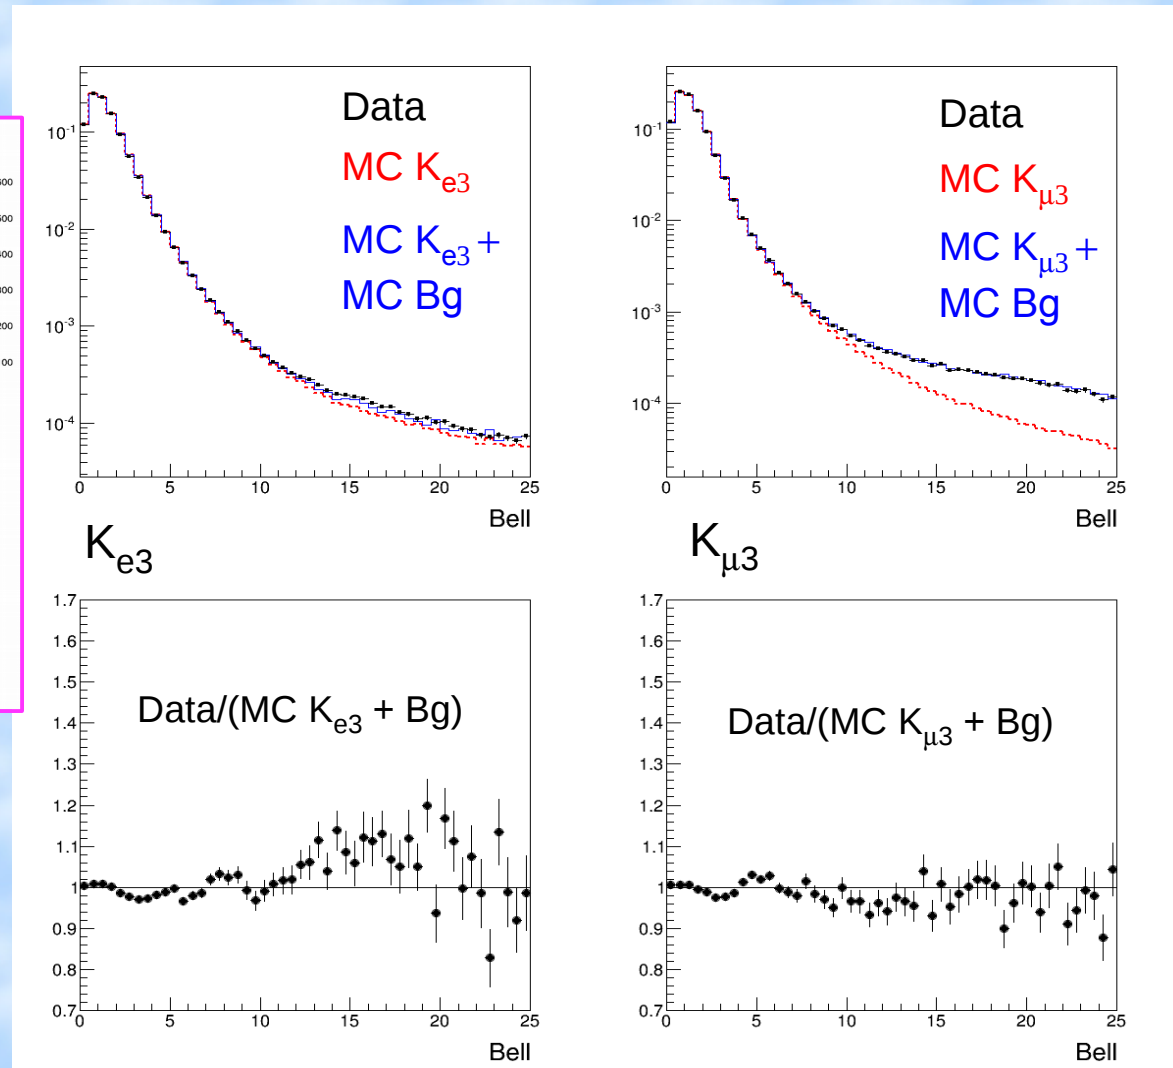 Data
MC Ke3
MC Ke3 +
MC Bg
10⁻¹
10⁻²
10⁻³
10⁻⁴
0 5 10 15 20 25
Bell
Ke3
Data
MC Kμ3
MC Kμ3 +
MC Bg
10⁻¹
10⁻²
10⁻³
10⁻⁴
0 5 10 15 20 25
Bell
Kμ3
1.7
1.6
1.5
1.4
1.3
1.2
1.1
1
0.9
0.8
0.7
Data/(MC Ke3 + Bg)
0 5 10 15 20 25
Bell
1.7
1.6
1.5
1.4
1.3
1.2
1.1
1
0.9
0.8
0.7
Data/(MC Kμ3 + Bg)
0 5 10 15 20 25
Bell